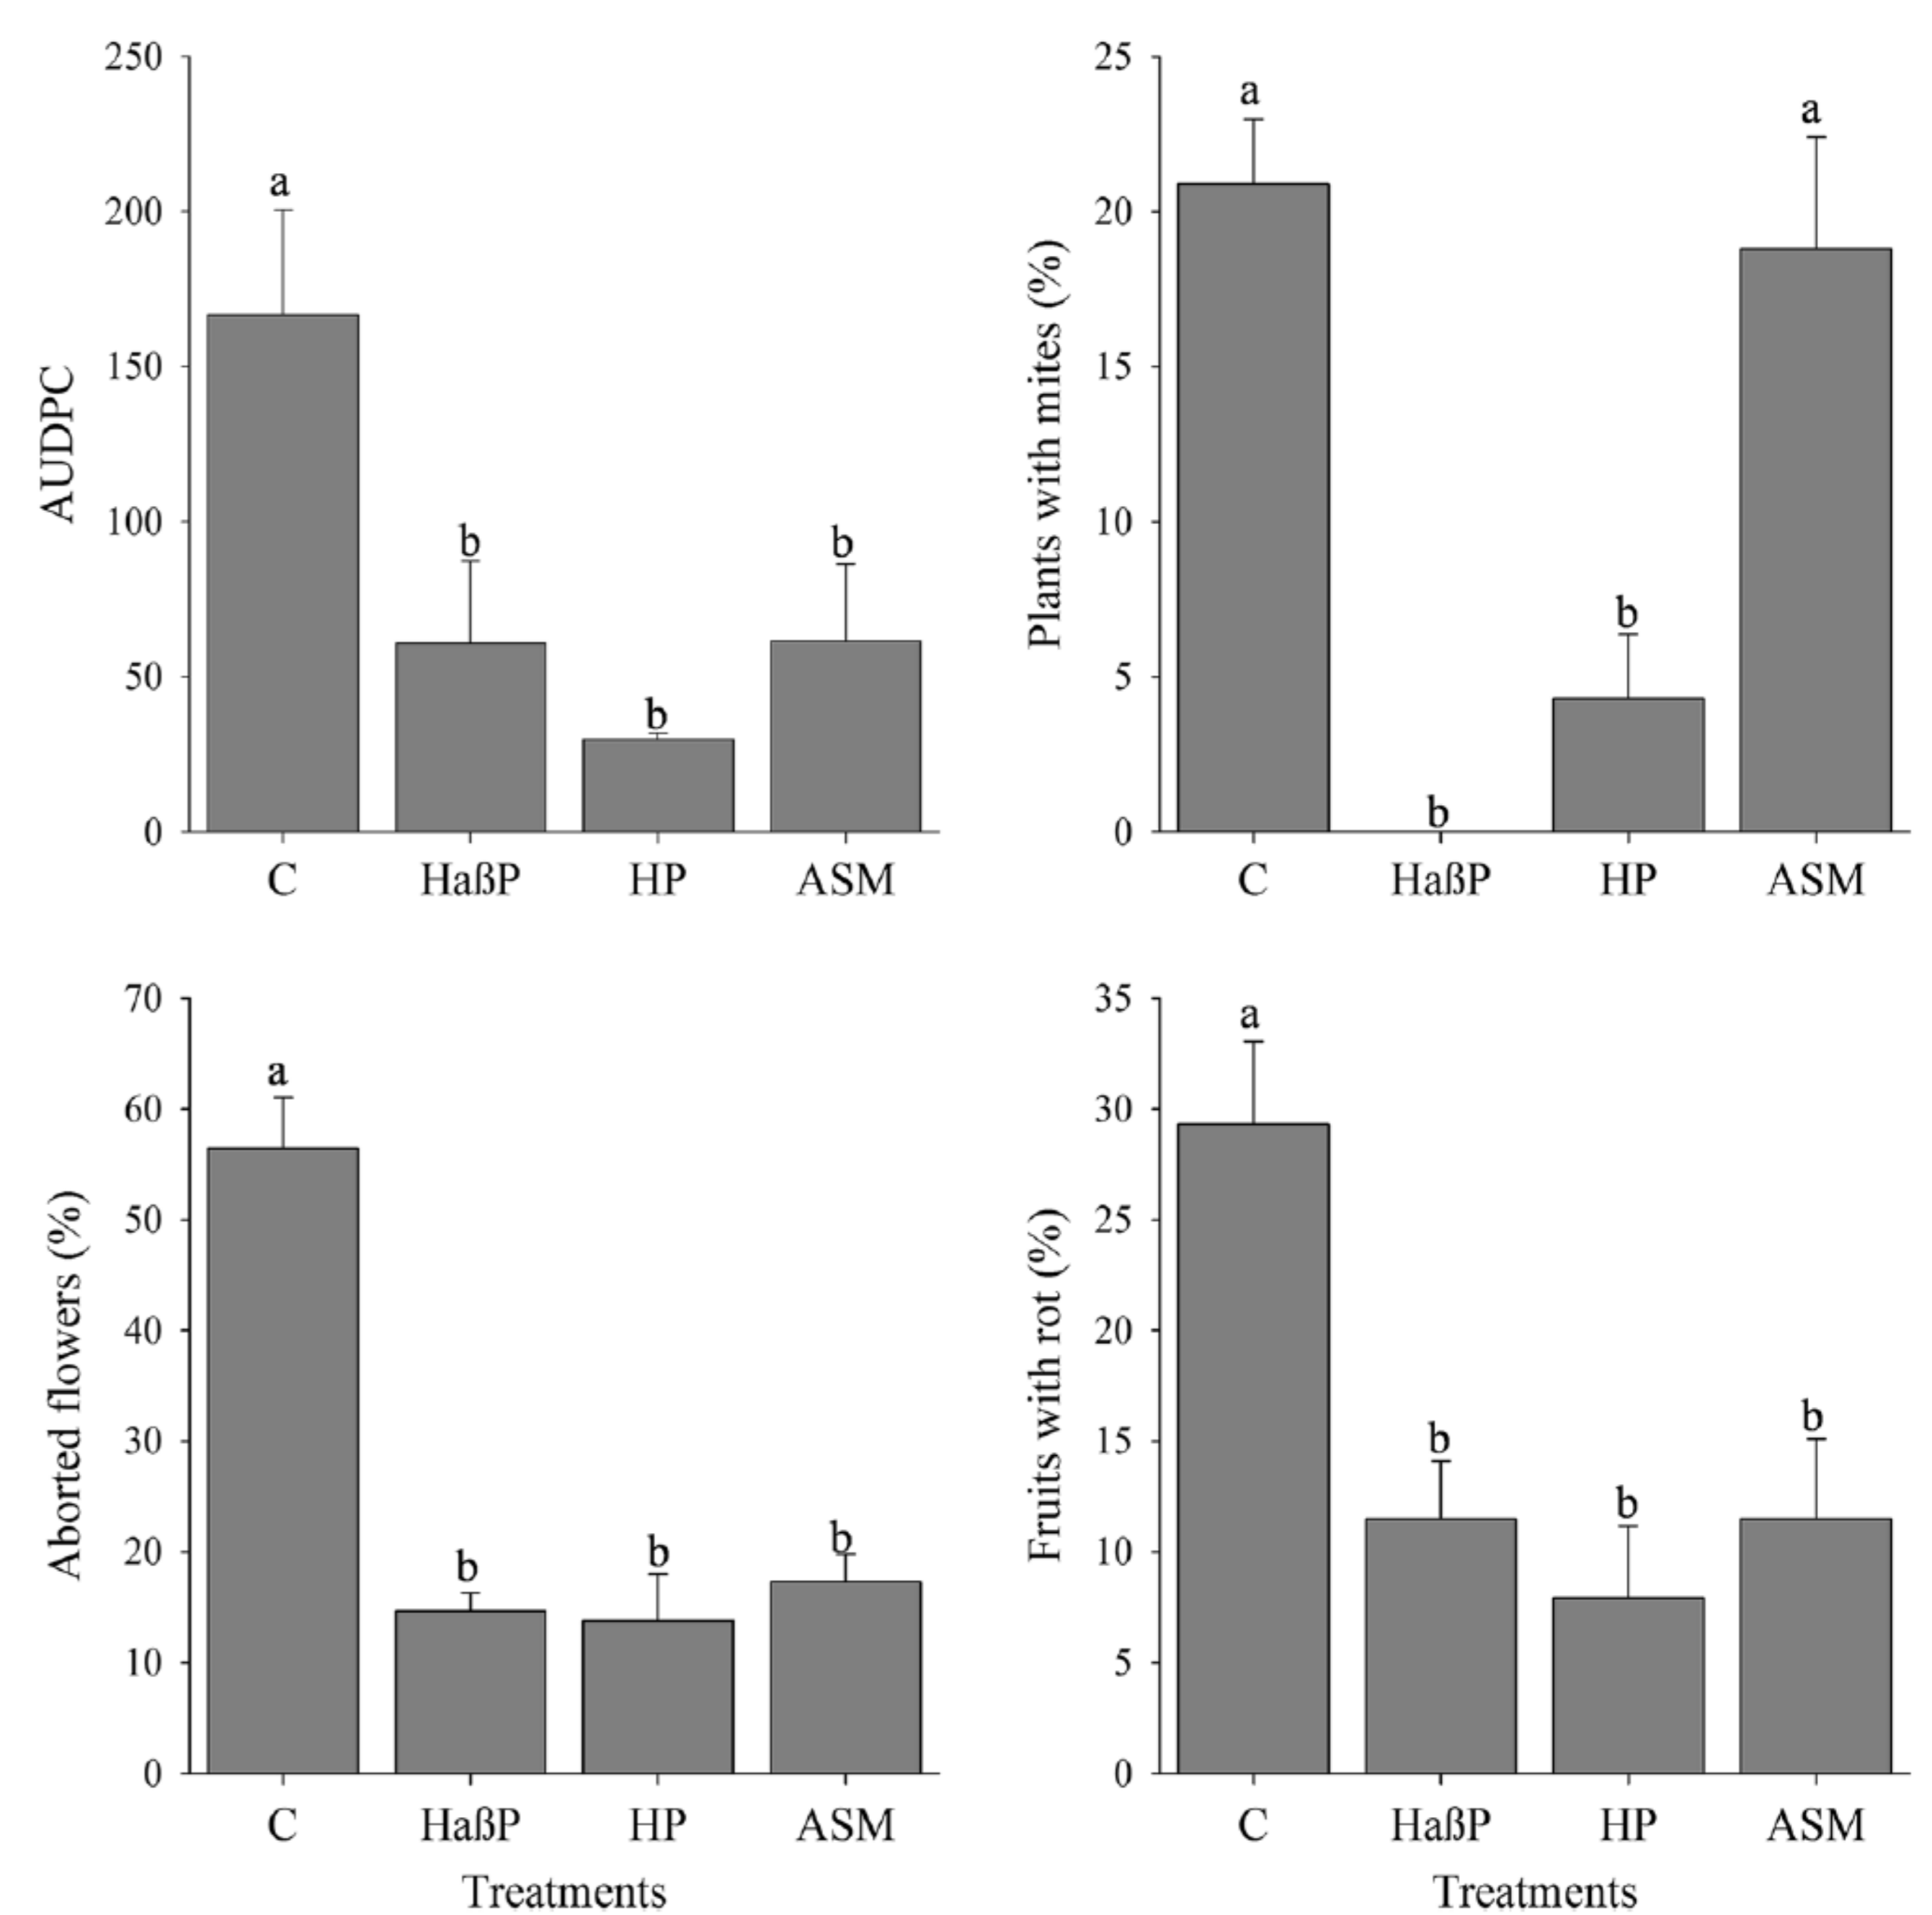 AUDPC
250
200
150
100
50
0
a
b
b
b
C HaßP HP ASM
Plants with mites (%)
25
20
15
10
5
0
a
b
b
a
C HaßP HP ASM
Aborted flowers (%)
70
60
50
40
30
20
10
0
a
b
b
b
C HaßP HP ASM
Treatments
Fruits with rot (%)
35
30
25
20
15
10
5
0
a
b
b
b
C HaßP HP ASM
Treatments